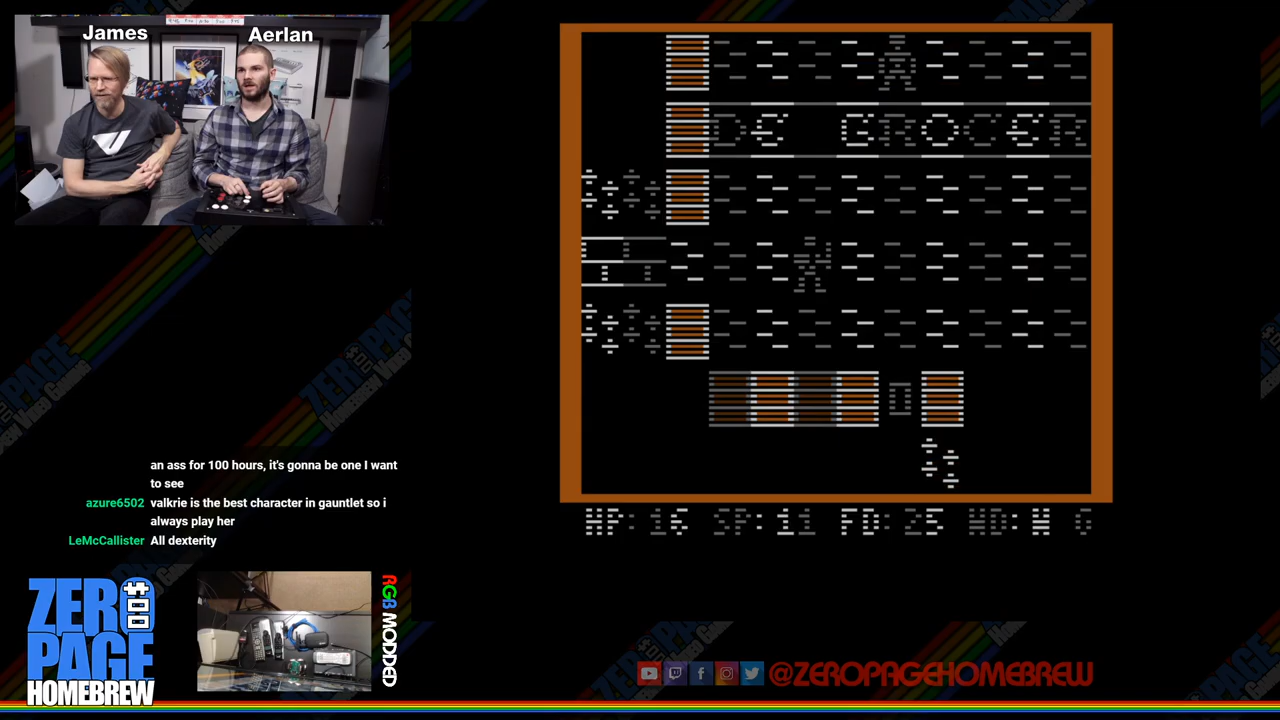 James
Aerlan
DS GROCER
HP:16 SP:11 FD:25 WD:N 0
an ass for 100 hours, it's gonna be one I want
to see
azure6502 valkrie is the best character in gauntlet so i
always play her
LeMcCallister All dexterity
ZERO
PAGE
HOMEBREW
RGB MODDED
@ZEROPAGEHOMEBREW